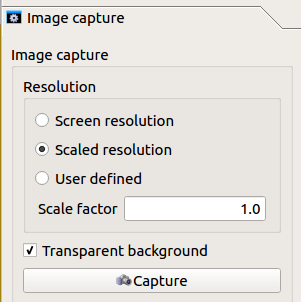 Image capture
Image capture
Resolution
Screen resolution
Scaled resolution
User defined
Scale factor 1.0
Transparent background
Capture